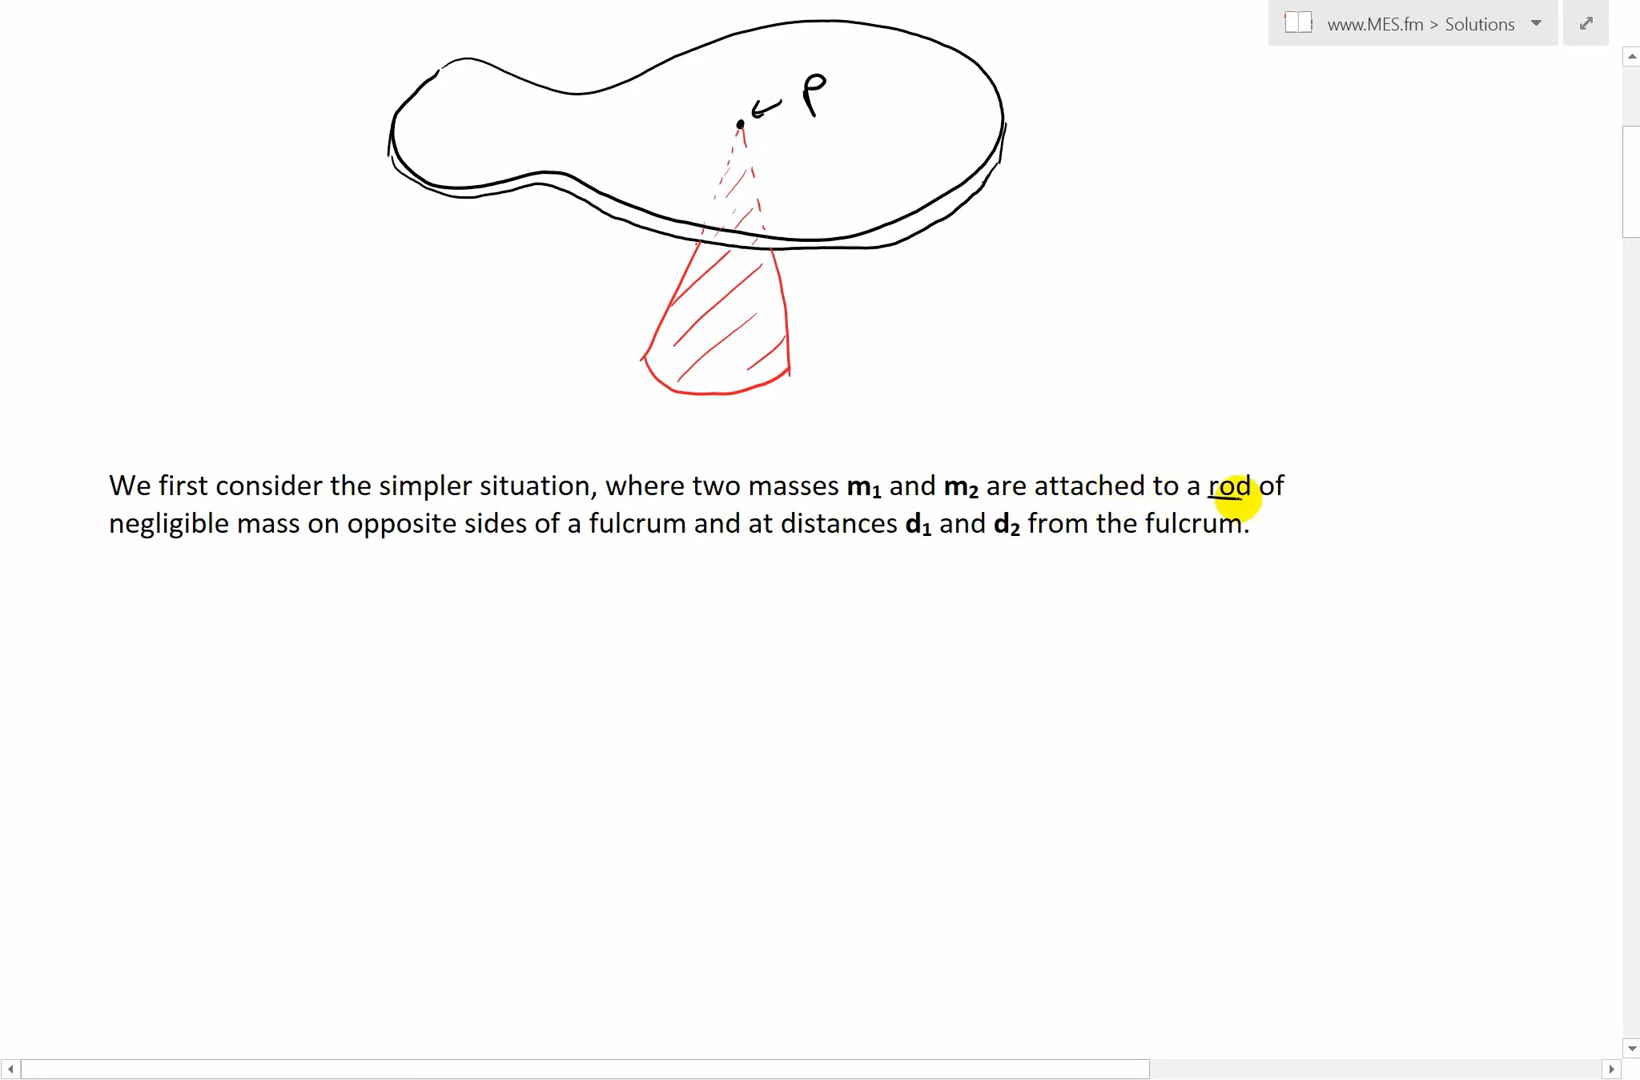 www.MES.fm > Solutions
P
We first consider the simpler situation, where two masses m₁ and m₂ are attached to a rod of
negligible mass on opposite sides of a fulcrum and at distances d₁ and d₂ from the fulcrum.